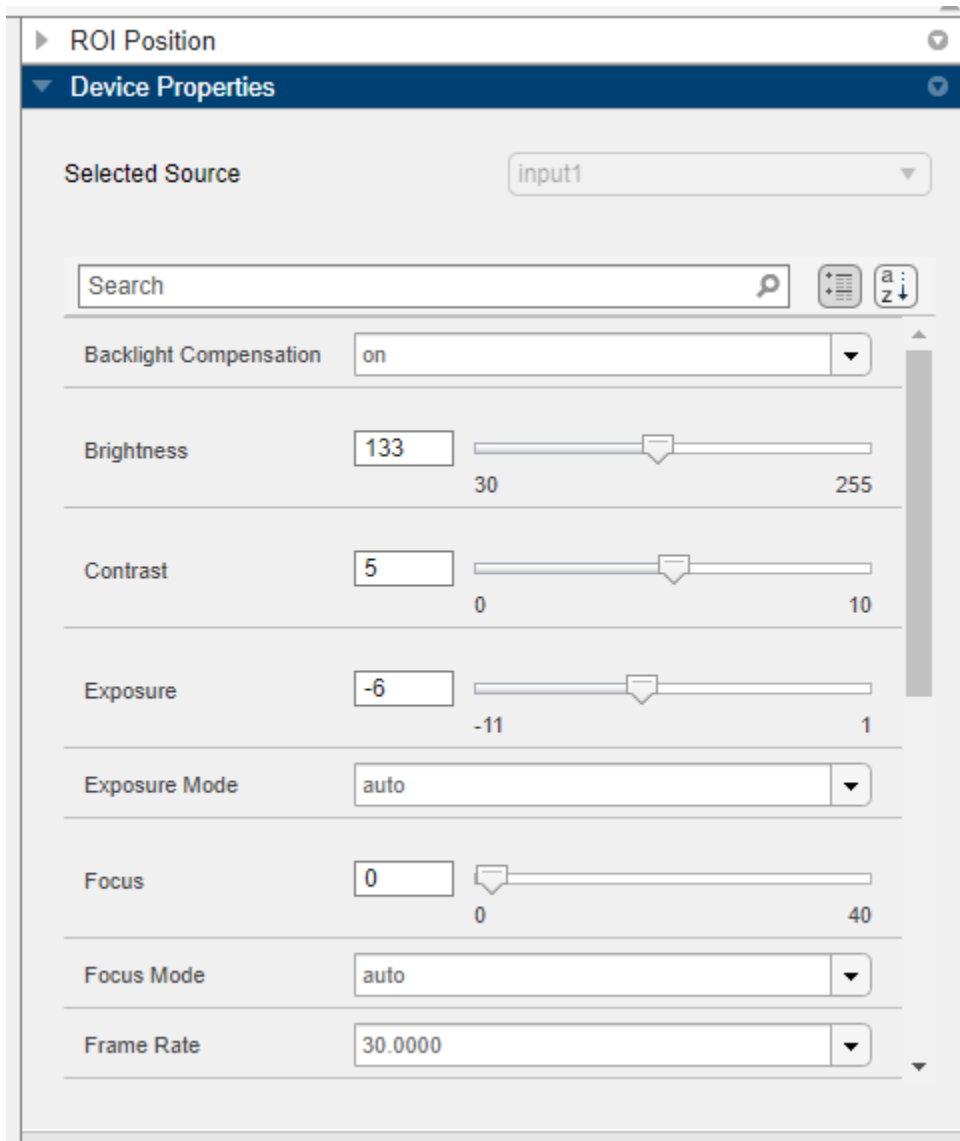 ROI Position
Device Properties
Selected Source input1
Search a z
Backlight Compensation on
Brightness 133
30 255
Contrast 5
0 10
Exposure -6
-11 1
Exposure Mode auto
Focus 0
0 40
Focus Mode auto
Frame Rate 30.0000